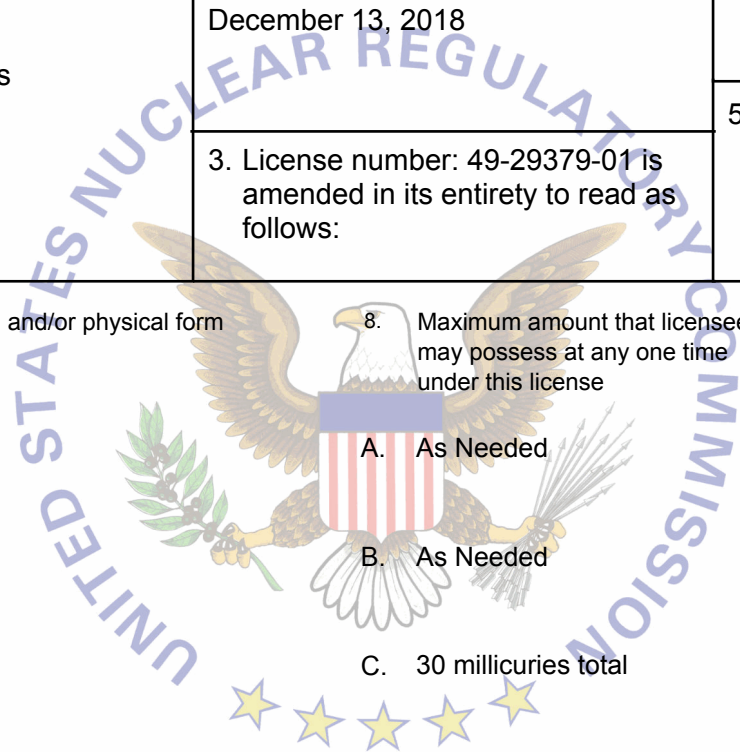 December 13, 2018
s
5
3. License number: 49-29379-01 is
amended in its entirety to read as
follows:
and/or physical form
8. Maximum amount that licensee
may possess at any one time
under this license
A. As Needed
B. As Needed
C. 30 millicuries total
UNITED STATES NUCLEAR REGULATORY COMMISSION